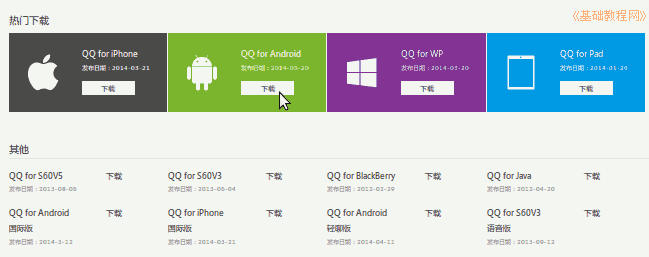 热门下载
《基础教程网》
QQ for iPhone
发布日期：2014-03-21
下载
QQ for Android
发布日期：2014-03-20
下载
QQ for WP
发布日期：2014-03-20
下载
QQ for Pad
发布日期：2014-01-26
下载
其他
QQ for S60V5 下载
发布日期：2013-08-06
QQ for S60V3 下载
发布日期：2013-06-04
QQ for BlackBerry 下载
发布日期：2012-03-29
QQ for Java 下载
发布日期：2012-04-20
QQ for Android 下载
国际版
发布日期：2014-3-12
QQ for iPhone 下载
国际版
发布日期：2014-03-21
QQ for Android 下载
轻聊版
发布日期：2014-04-11
QQ for S60V3 下载
语音版
发布日期：2013-09-12